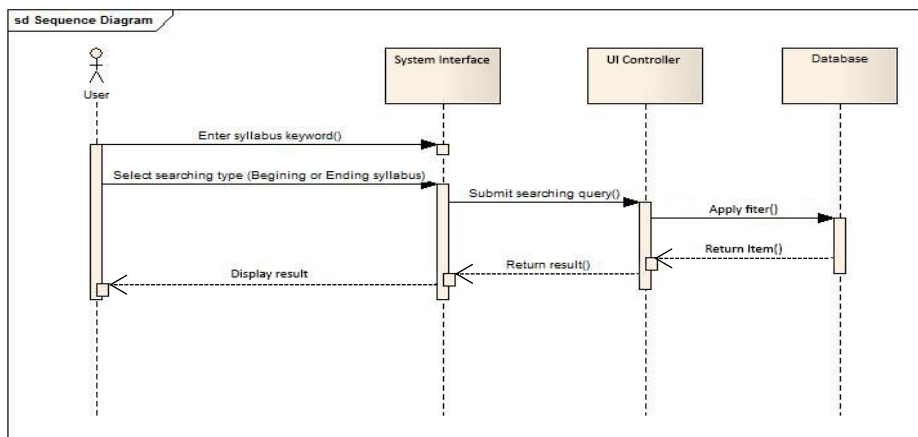 sd Sequence Diagram
System Interface
UI Controller
Database
User
Enter syllabus keyword()
Select searching type (Begining or Ending syllabus)
Submit searching query()
Apply fiter()
Return Item()
Return result()
Display result